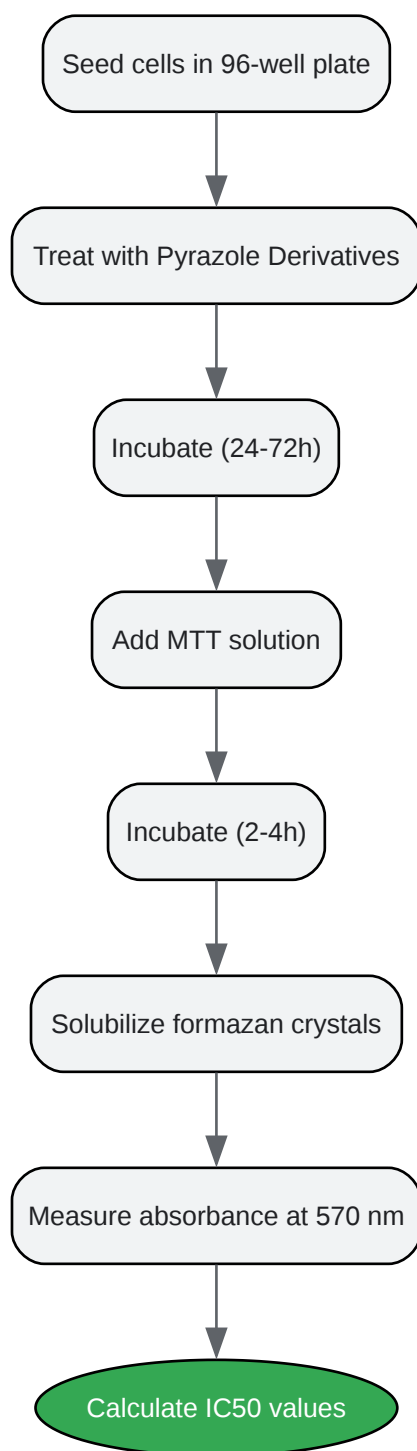 Seed cells in 96-well plate
Treat with Pyrazole Derivatives
Incubate (24-72h)
Add MTT solution
Incubate (2-4h)
Solubilize formazan crystals
Measure absorbance at 570 nm
Calculate IC50 values